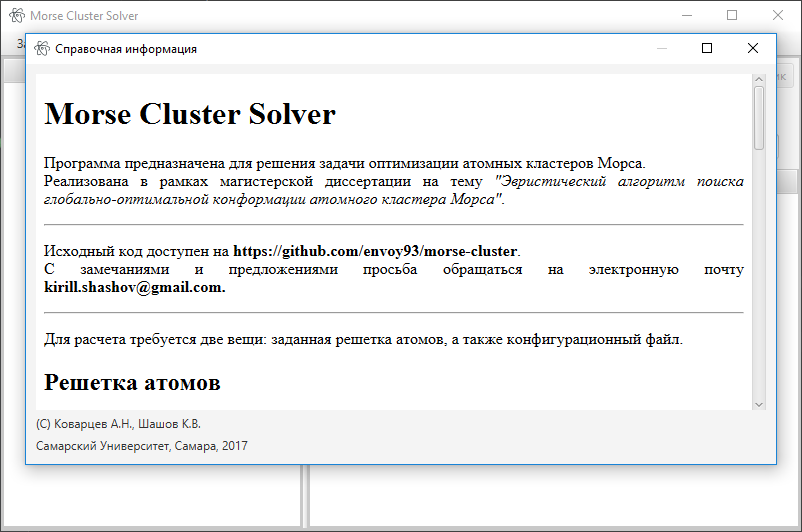 Morse Cluster Solver
За
Справочная информация
ик
Morse Cluster Solver
Программа предназначена для решения задачи оптимизации атомных кластеров Морса.
Реализована в рамках магистерской диссертации на тему "Эвристический алгоритм поиска
глобально-оптимальной конформации атомного кластера Морса".
Исходный код доступен на https://github.com/envoy93/morse-cluster.
С замечаниями и предложениями просьба обращаться на электронную почту
kirill.shashov@gmail.com.
Для расчета требуется две вещи: заданная решетка атомов, а также конфигурационный файл.
Решетка атомов
(C) Коварцев А.Н., Шашов К.В.
Самарский Университет, Самара, 2017